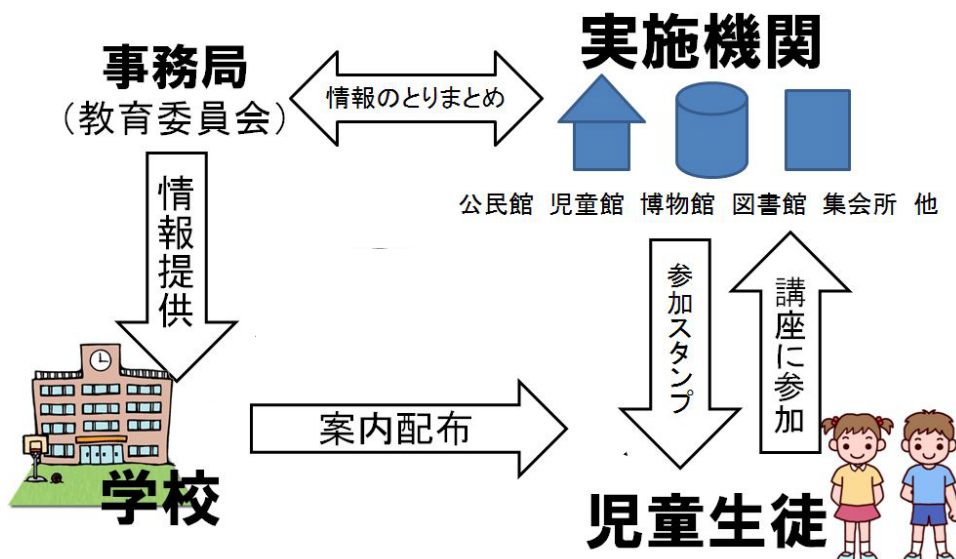 事務局
（教育委員会）
情報のとりまとめ
実施機関
公民館 児童館 博物館 図書館 集会所 他
情報提供
参加スタンプ
講座に参加
案内配布
学校
児童生徒